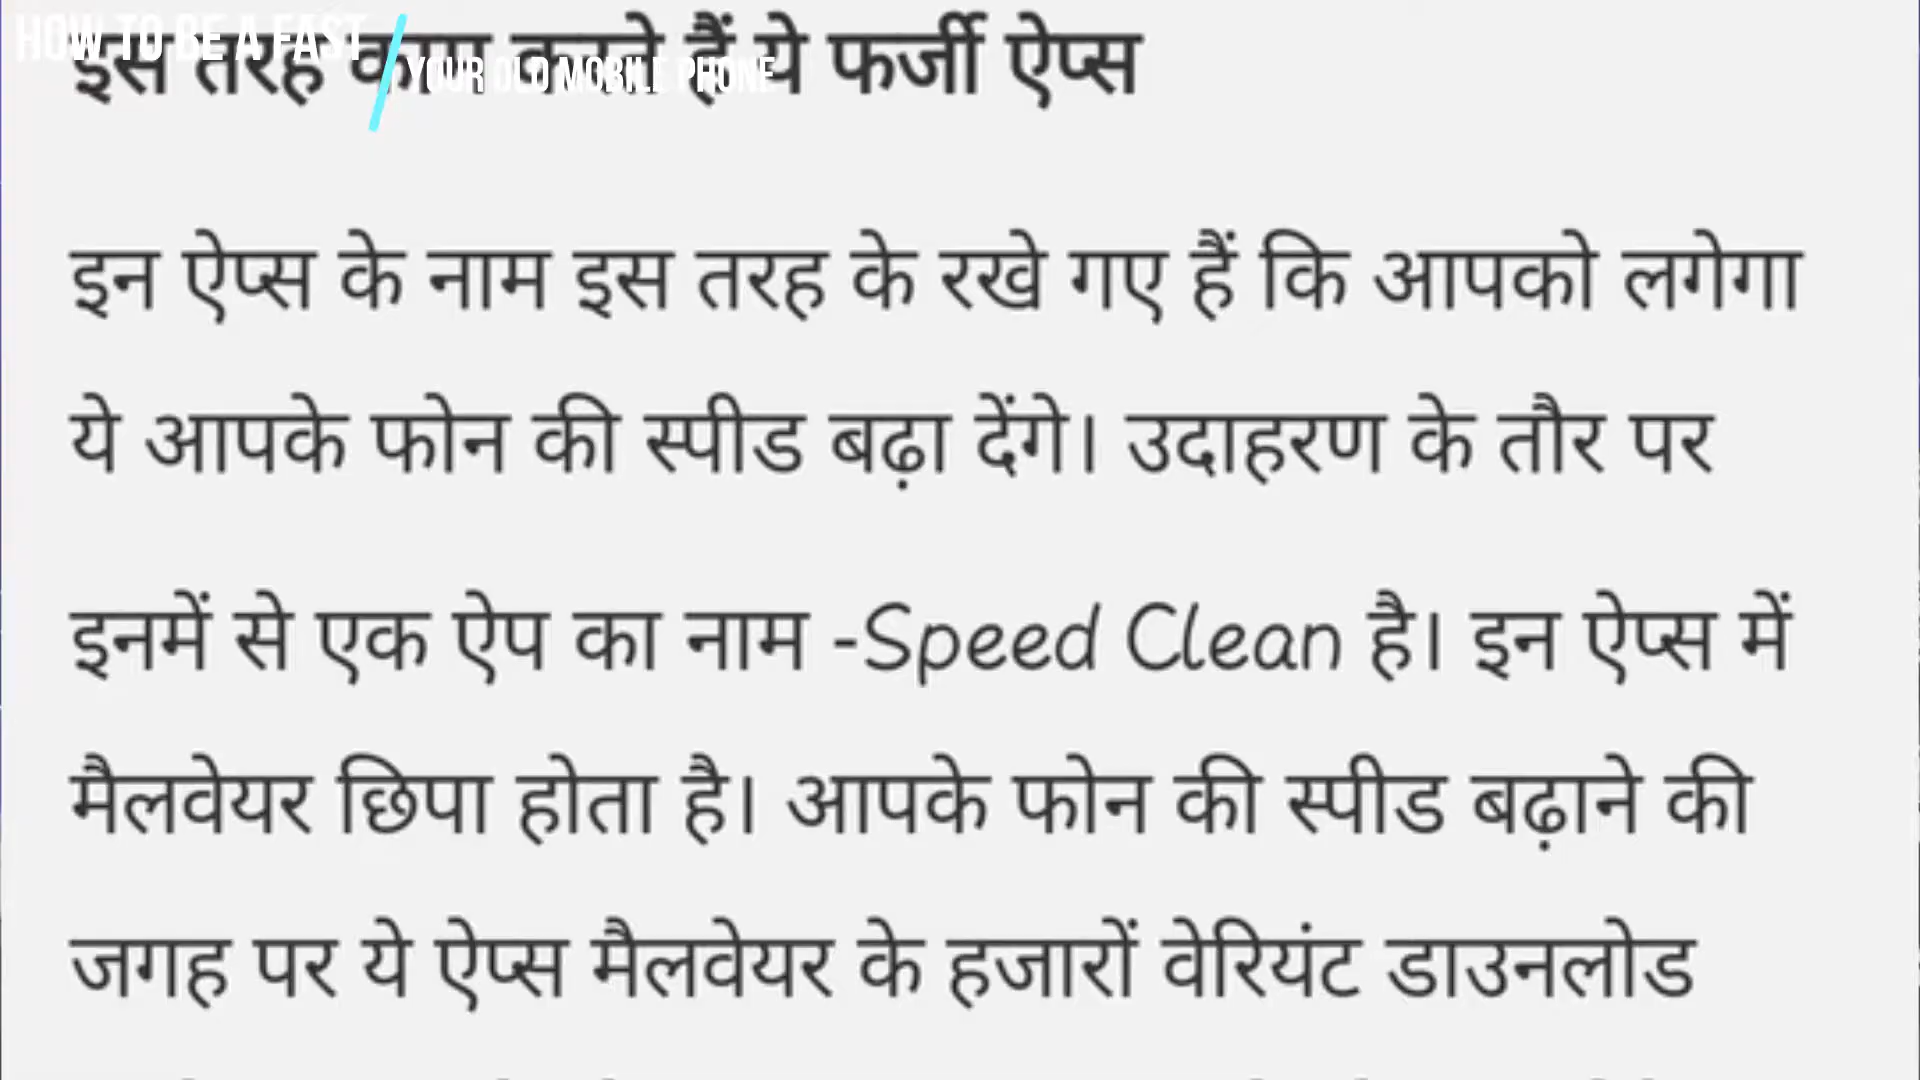 HOW TO BE A FAST
YOUR OLD MOBILE PHONE
इस तरह काम करते हैं ये फर्जी ऐप्स
इन ऐप्स के नाम इस तरह के रखे गए हैं कि आपको लगेगा
ये आपके फोन की स्पीड बढ़ा देंगे। उदाहरण के तौर पर
इनमें से एक ऐप का नाम -Speed Clean है। इन ऐप्स में
मैलवेयर छिपा होता है। आपके फोन की स्पीड बढ़ाने की
जगह पर ये ऐप्स मैलवेयर के हजारों वेरियंट डाउनलोड